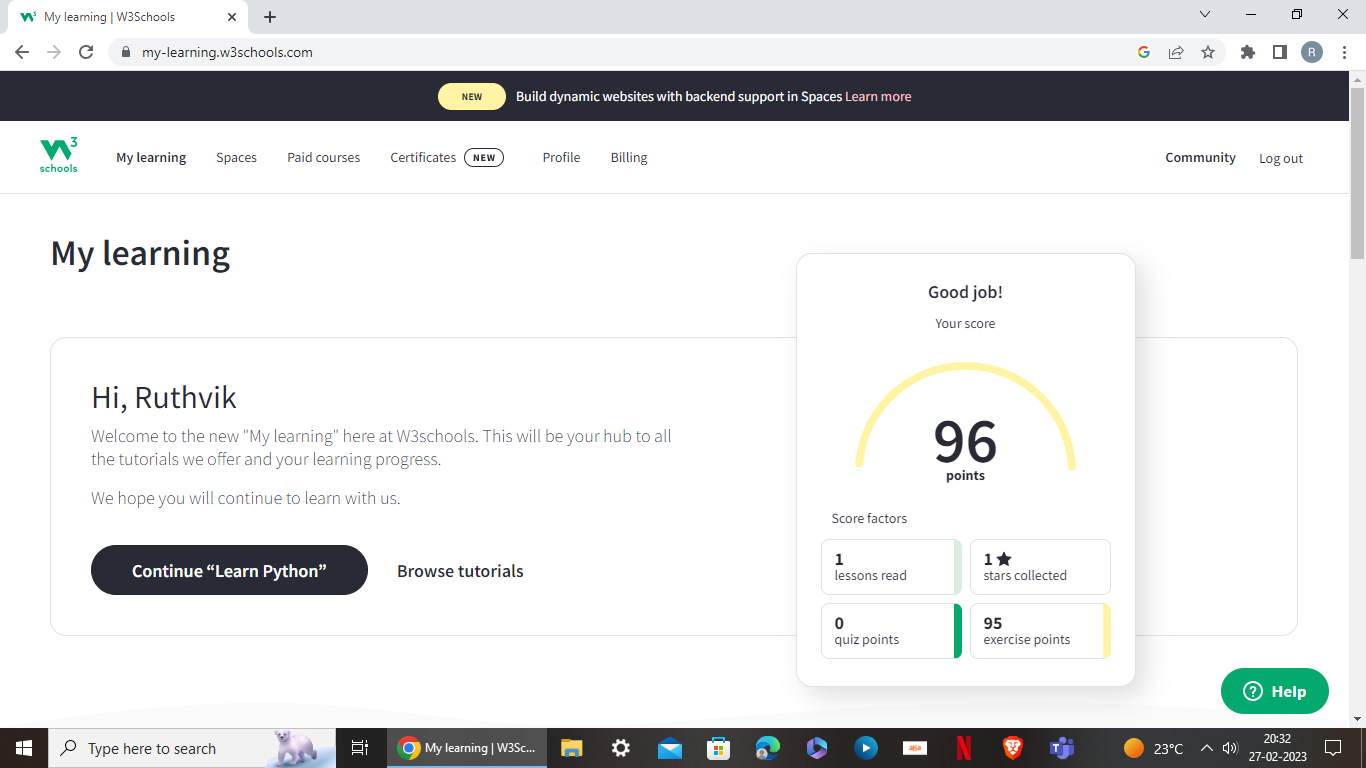 My learning | W3Schools
my-learning.w3schools.com
R
NEW Build dynamic websites with backend support in Spaces Learn more
3
schools
My learning Spaces Paid courses Certificates NEW Profile Billing Community Log out
My learning
Good job!
Your score
96
points
Score factors
1
lessons read
1
stars collected
0
quiz points
95
exercise points
Hi, Ruthvik
Welcome to the new "My learning" here at W3schools. This will be your hub to all
the tutorials we offer and your learning progress.
We hope you will continue to learn with us.
Continue “Learn Python” Browse tutorials
Help
Type here to search
My learning | W3Sc...
23°C
20:32
27-02-2023